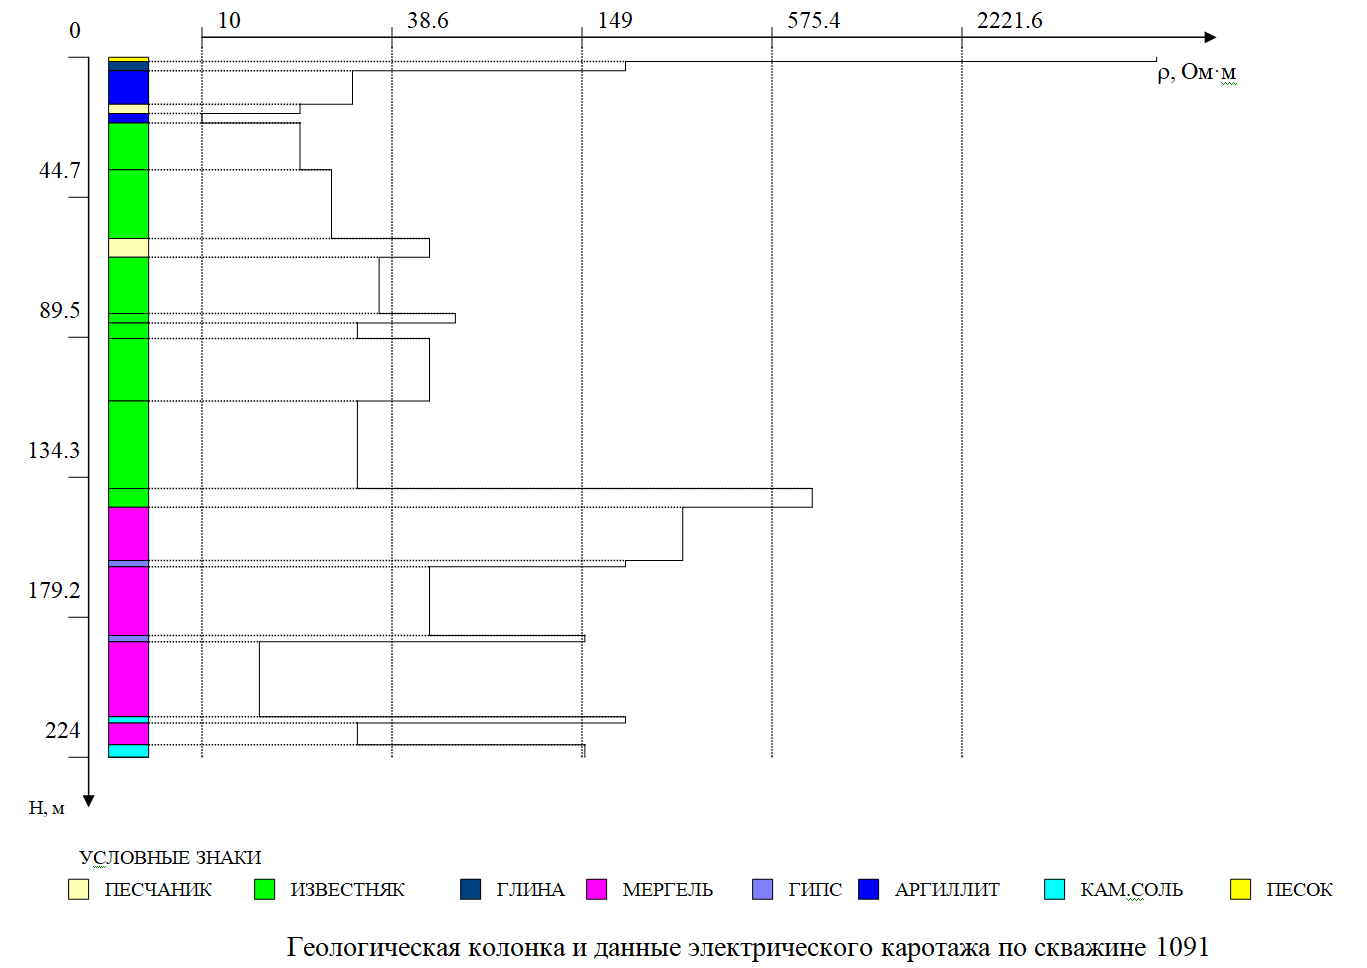 0 10 38.6 149 575.4 2221.6
ρ, Ом·м
44.7
89.5
134.3
179.2
224
Н, м
УСЛОВНЫЕ ЗНАКИ
ПЕСЧАНИК ИЗВЕСТНЯК ГЛИНА МЕРГЕЛЬ ГИПС АРГИЛЛИТ КАМ.СОЛЬ ПЕСОК
Геологическая колонка и данные электрического каротажа по скважине 1091